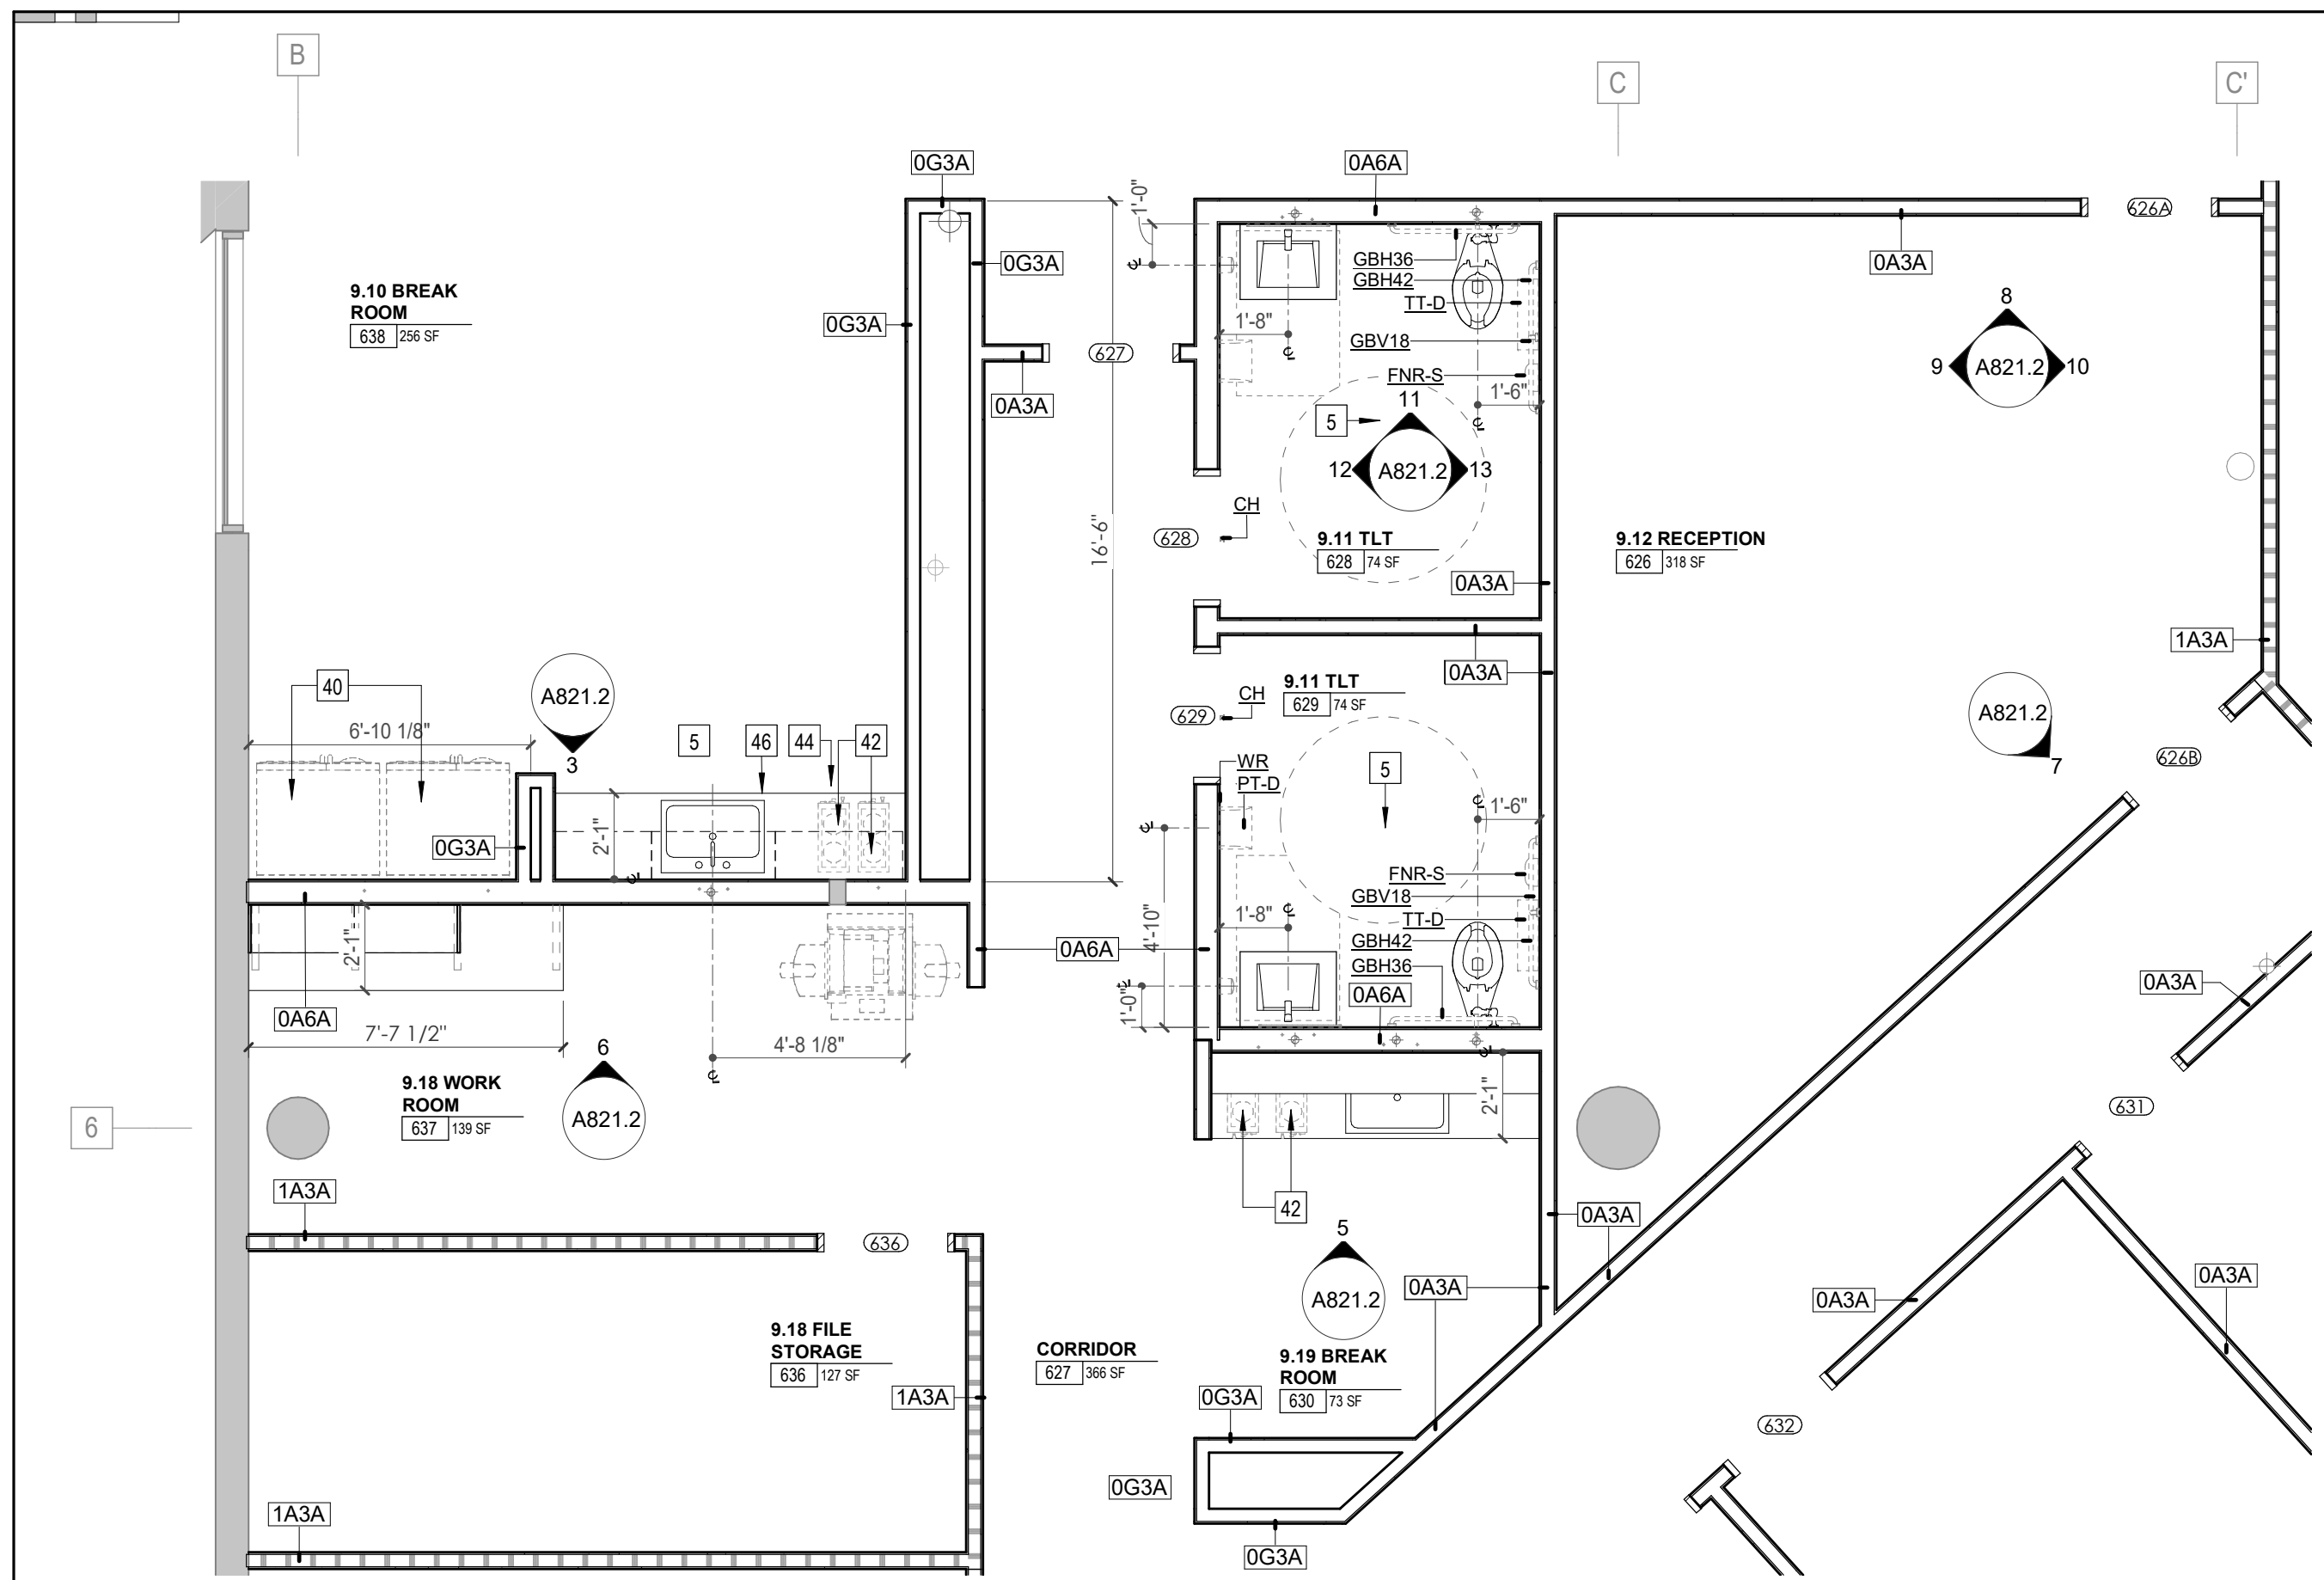 B
C
C'
0G3A
0A6A
1'-0"
626A
0G3A
GBH36
0A3A
GBH42
9.10 BREAK
ROOM
638 256 SF
0G3A
TT-D
1'-8"
8
627
℄
GBV18
9 A821.2 10
FNR-S
1'-6"
0A3A
11
5
℄
12 A821.2 13
16'-6"
CH
628
9.11 TLT
628 74 SF
9.12 RECEPTION
626 318 SF
0A3A
1A3A
0A3A
9.11 TLT
629 74 SF
40
A821.2
3
CH
629
A821.2
7
6'-10 1/8"
5
46
44
42
WR
PT-D
5
626B
℄
1'-6"
℄
℄
2'-1"
0G3A
℄
FNR-S
GBV18
TT-D
1'-8"
℄
4'-10"
GBH42
2'-1"
0A6A
GBH36
℄
1'-0"
0A6A
0A3A
0A6A
7'-7 1/2"
4'-8 1/8"
℄
6
A821.2
℄
9.18 WORK
ROOM
637 139 SF
2'-1"
631
6
1A3A
42
0A3A
636
5
A821.2
0A3A
0A3A
0A3A
9.18 FILE
STORAGE
636 127 SF
CORRIDOR
627 366 SF
9.19 BREAK
ROOM
630 73 SF
1A3A
0G3A
632
0G3A
1A3A
0G3A